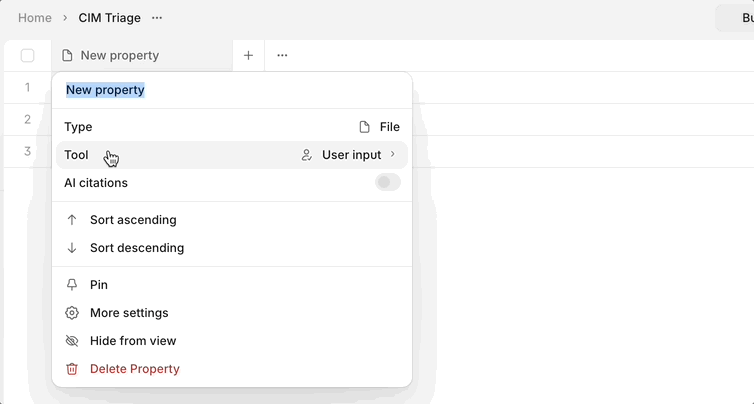 Home › CIM Triage ···
Bu
New property + ···
1
New property
2
Type File
Tool User input ›
3
AI citations
Sort ascending
Sort descending
Pin
More settings
Hide from view
Delete Property